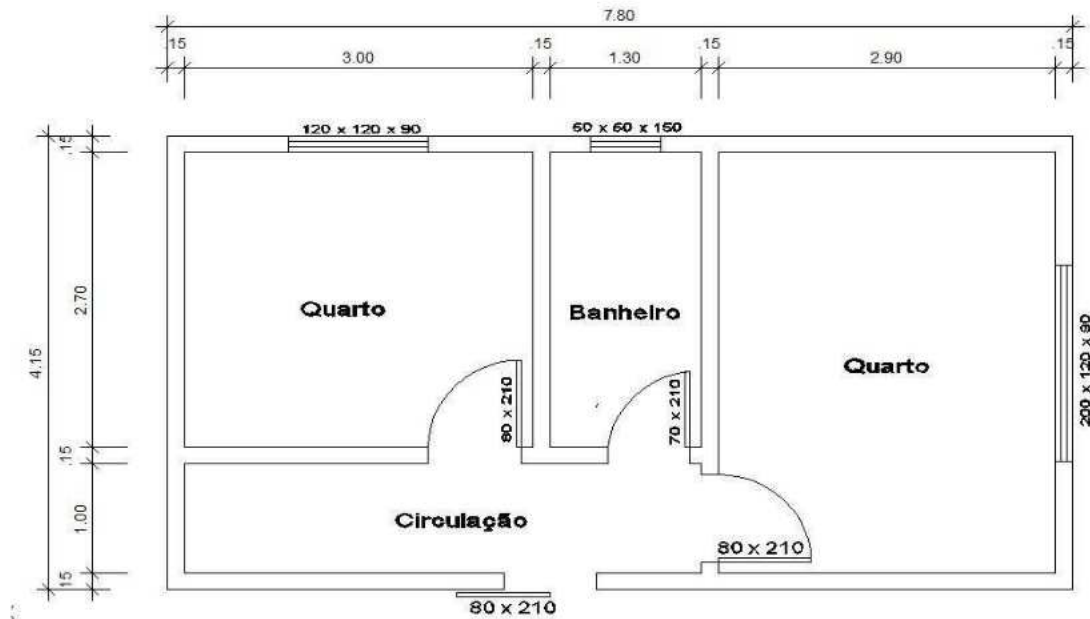 7.80
.15 .15 .15 .15
3.00 1.30 2.90
120 x 120 x 90 60 x 60 x 150
.15
2.70
4.15
.15
1.00
.15
Quarto
Banheiro
Quarto
200 x 120 x 90
80 x 210
70 x 210
Circulação
80 x 210
80 x 210